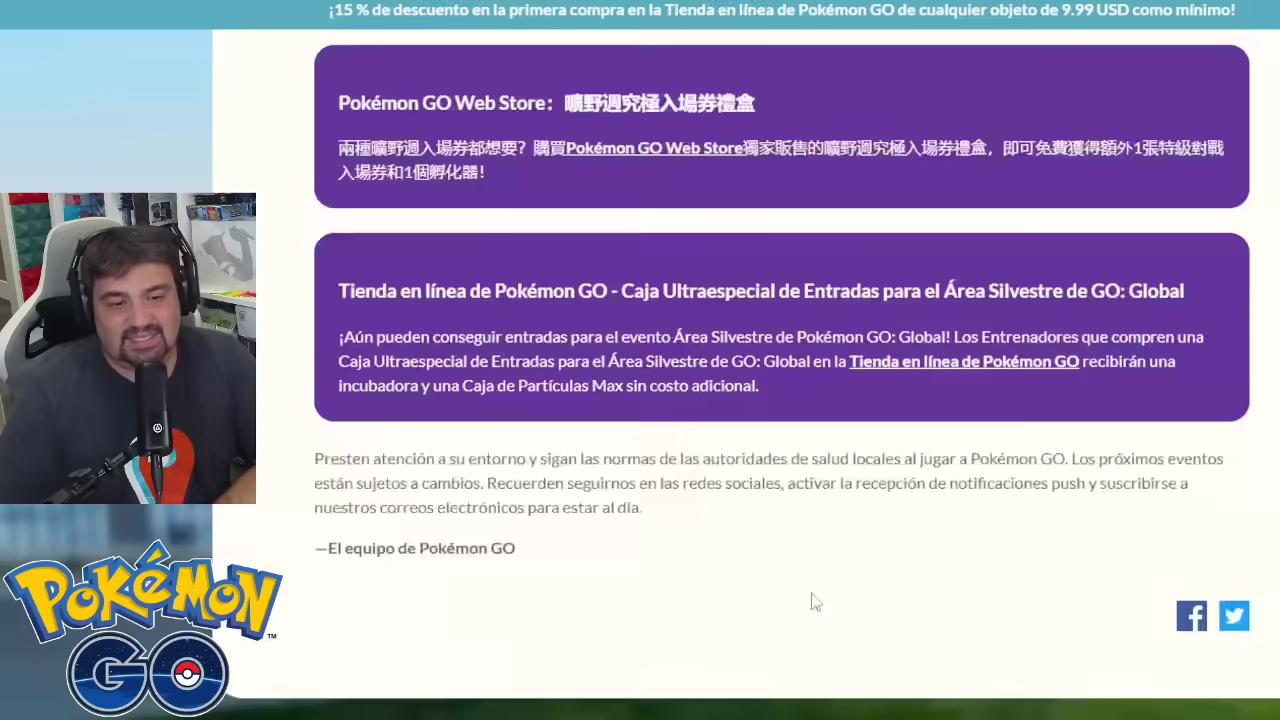 ¡15 % de descuento en la primera compra en la Tienda en línea de Pokémon GO de cualquier objeto de 9.99 USD como mínimo!
Pokémon GO Web Store：曠野週究極入場券禮盒
兩種曠野週入場券都想要？購買Pokémon GO Web Store獨家販售的曠野週究極入場券禮盒，即可免費獲得額外1張特級對戰
入場券和1個孵化器！
Tienda en línea de Pokémon GO - Caja Ultraespecial de Entradas para el Área Silvestre de GO: Global
¡Aún pueden conseguir entradas para el evento Área Silvestre de Pokémon GO: Global! Los Entrenadores que compren una
Caja Ultraespecial de Entradas para el Área Silvestre de GO: Global en la Tienda en línea de Pokémon GO recibirán una
incubadora y una Caja de Partículas Max sin costo adicional.
Presten atención a su entorno y sigan las normas de las autoridades de salud locales al jugar a Pokémon GO. Los próximos eventos
están sujetos a cambios. Recuerden seguirnos en las redes sociales, activar la recepción de notificaciones push y suscribirse a
nuestros correos electrónicos para estar al día.
—El equipo de Pokémon GO
POKéMON
TM
GO